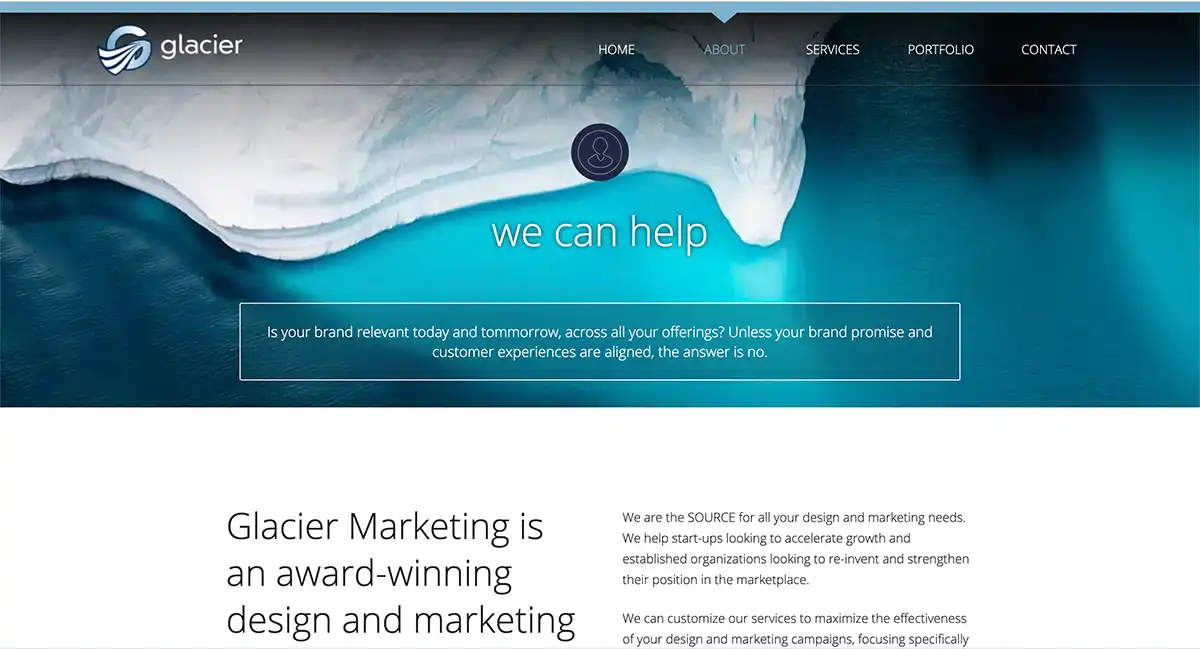 glacier
HOME
ABOUT
SERVICES
PORTFOLIO
CONTACT
we can help
Is your brand relevant today and tommorrow, across all your offerings? Unless your brand promise and
customer experiences are aligned, the answer is no.
Glacier Marketing is
an award-winning
design and marketing
We are the SOURCE for all your design and marketing needs.
We help start-ups looking to accelerate growth and
established organizations looking to re-invent and strengthen
their position in the marketplace.
We can customize our services to maximize the effectiveness
of your design and marketing campaigns, focusing specifically